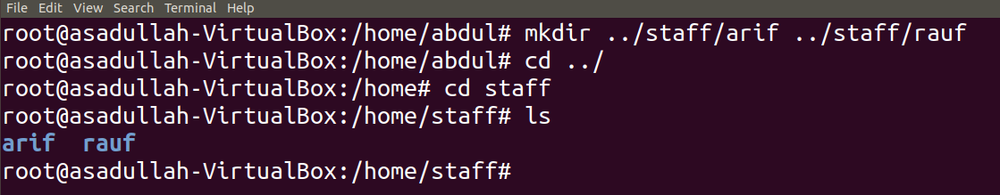 File Edit View Search Terminal Help
root@asadullah-VirtualBox:/home/abdul# mkdir ../staff/arif ../staff/rauf
root@asadullah-VirtualBox:/home/abdul# cd ../
root@asadullah-VirtualBox:/home# cd staff
root@asadullah-VirtualBox:/home/staff# ls
arif  rauf
root@asadullah-VirtualBox:/home/staff#